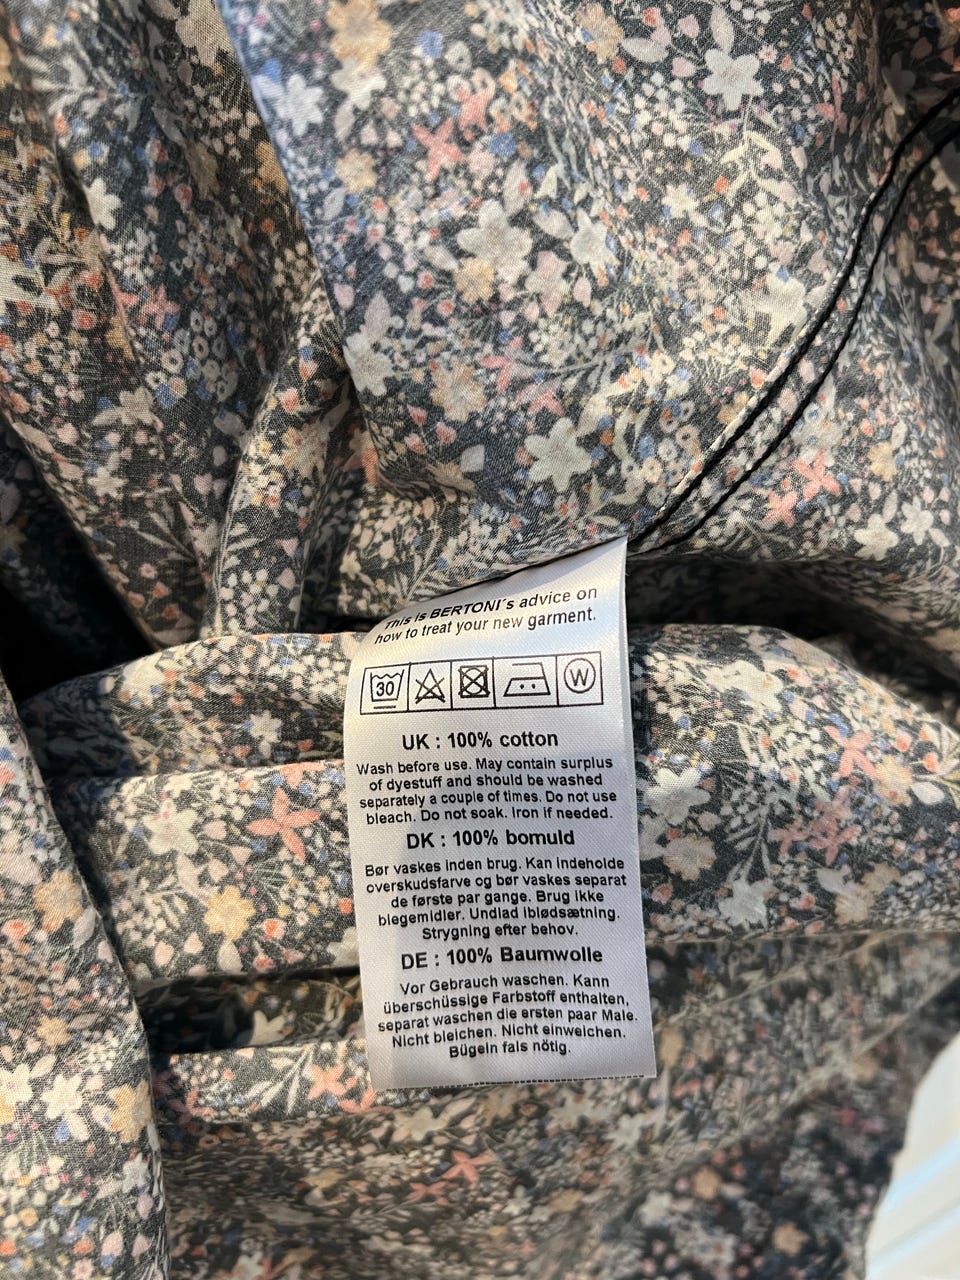 This is BERTONI's advice on
how to treat your new garment.
30
W
UK : 100% cotton
Wash before use. May contain surplus
of dyestuff and should be washed
separately a couple of times. Do not use
bleach. Do not soak. Iron if needed.
DK : 100% bomuld
Bør vaskes inden brug. Kan indeholde
overskudsfarve og bør vaskes separat
de første par gange. Brug ikke
blegemidler. Undlad iblødsætning.
Strygning efter behov.
DE : 100% Baumwolle
Vor Gebrauch waschen. Kann
überschüssige Farbstoff enthalten,
separat waschen die ersten paar Male.
Nicht bleichen. Nicht einweichen.
Bügeln fals nötig.